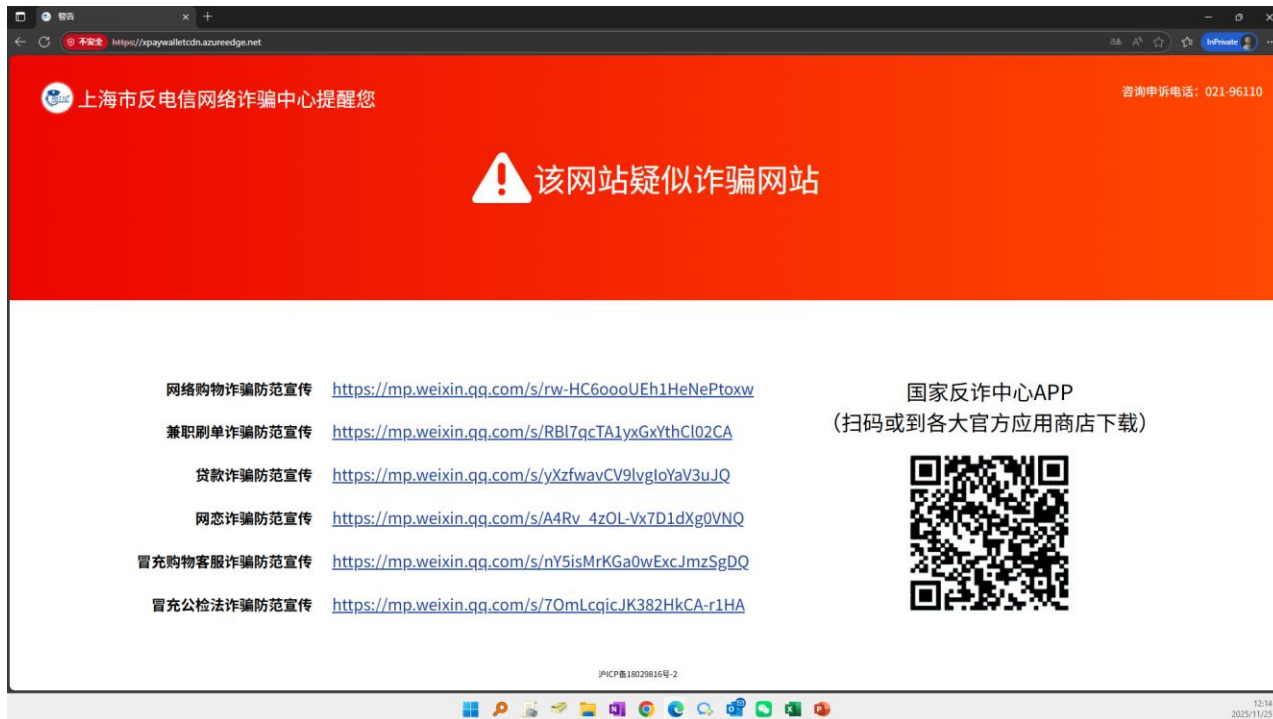 警告
不安全 https://xpaywalletcdn.azureedge.net
InPrivate
上海市反电信网络诈骗中心提醒您
咨询申诉电话：021-96110
该网站疑似诈骗网站
网络购物诈骗防范宣传 https://mp.weixin.qq.com/s/rw-HC6oooUEh1HeNePtoxw
兼职刷单诈骗防范宣传 https://mp.weixin.qq.com/s/RBl7qcTA1yxGxYthCl02CA
贷款诈骗防范宣传 https://mp.weixin.qq.com/s/yXzfwavCV9lvgIoYaV3uJQ
网恋诈骗防范宣传 https://mp.weixin.qq.com/s/A4Rv_4zOL-Vx7D1dXg0VNQ
冒充购物客服诈骗防范宣传 https://mp.weixin.qq.com/s/nY5isMrKGa0wExcJmzSgDQ
冒充公检法诈骗防范宣传 https://mp.weixin.qq.com/s/7OmLcqicJK382HkCA-r1HA
国家反诈中心APP
（扫码或到各大官方应用商店下载）
沪ICP备18029816号-2
12:14
2025/11/25